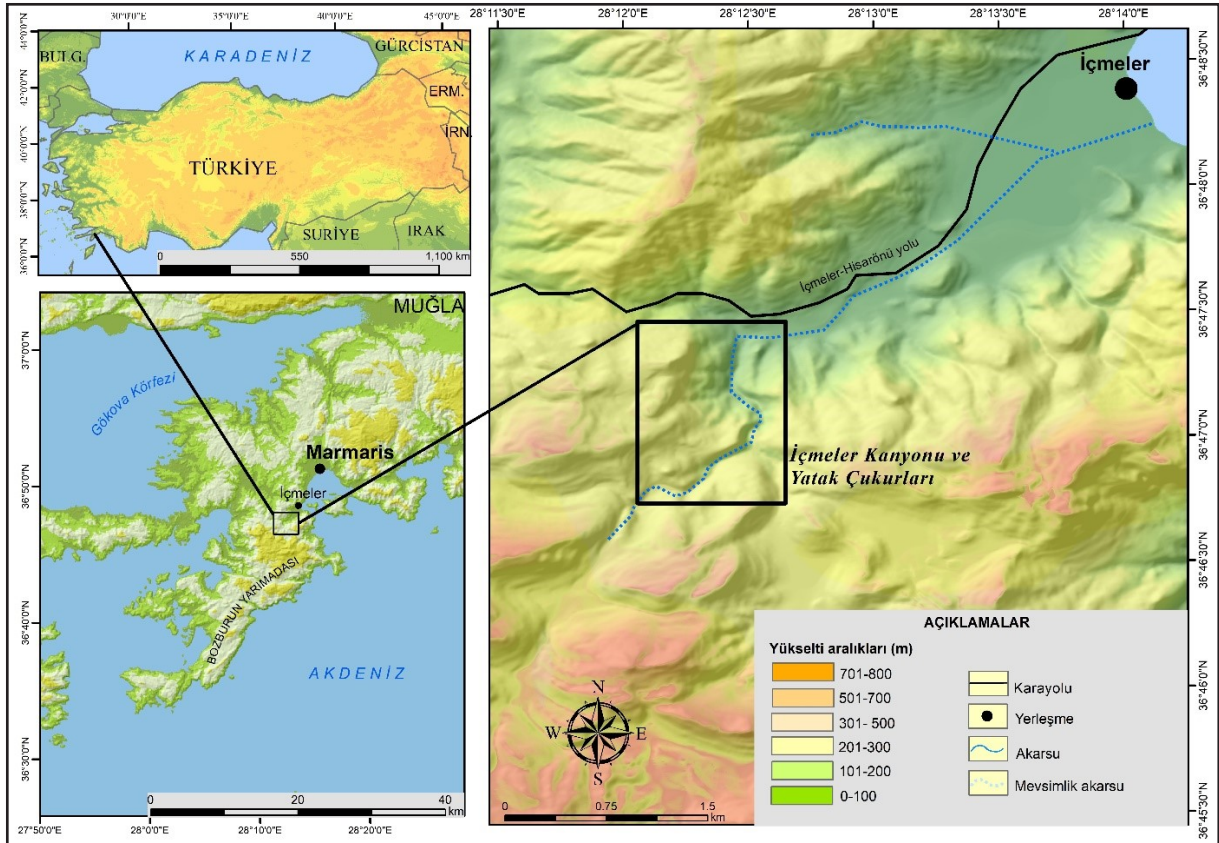 30°0'0"E 35°0'0"E 40°0'0"E 45°0'0"E
44°0'0"N
42°0'0"N
40°0'0"N
38°0'0"N
36°0'0"N
BULG.
KARADENİZ
GÜRCİSTAN
ERM.
İRN.
TÜRKİYE
SURİYE
IRAK
0 550 1,100 km
MUĞLA
37°0'0"N
36°50'0"N
36°40'0"N
36°30'0"N
Gökova Körfezi
Marmaris
İçmeler
BOZBURUN YARIMADASI
AKDENİZ
0 20 40
km
27°50'0"E 28°0'0"E 28°10'0"E 28°20'0"E
28°11'30"E 28°12'0"E 28°12'30"E 28°13'0"E 28°13'30"E 28°14'0"E
36°48'30"N
36°48'0"N
36°47'30"N
36°47'0"N
36°46'30"N
36°46'0"N
36°45'30"N
İçmeler
İçmeler-Hisarönü yolu
İçmeler Kanyonu ve
Yatak Çukurları
N
W E
S
0 0.75 1.5
km
AÇIKLAMALAR
Yükselti aralıkları (m)
701-800
501-700
301- 500
201-300
101-200
0-100
Karayolu
Yerleşme
Akarsu
Mevsimlik akarsu